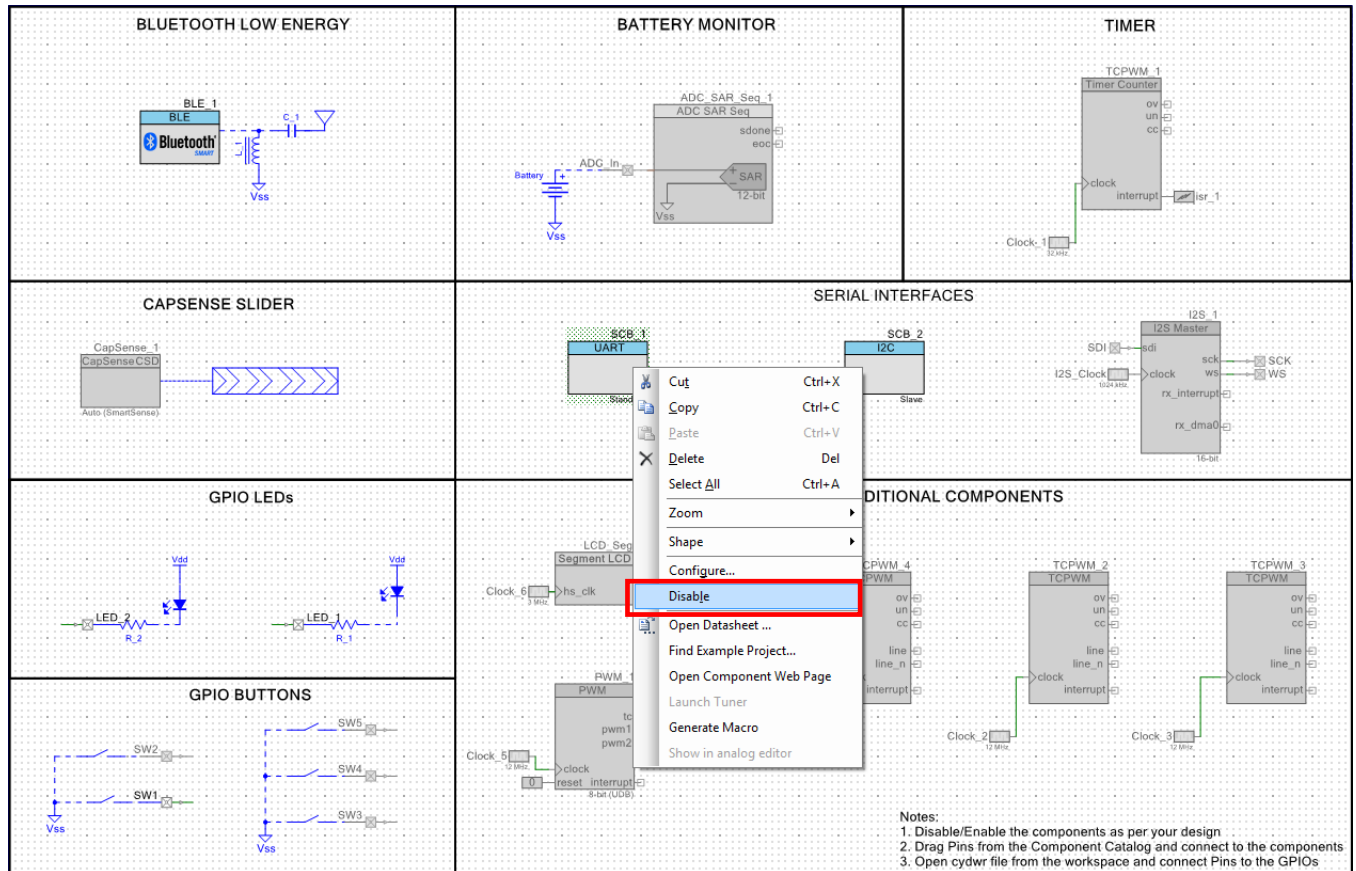 BLUETOOTH LOW ENERGY
BLE_1
BLE
Bluetooth
SMART
L_1
C_1
Vss
BATTERY MONITOR
ADC_SAR_Seq_1
ADC SAR Seq
sdone
eoc
ADC_In
Battery
+
+
SAR
12-bit
Vss
Vss
TIMER
TCPWM_1
Timer Counter
ov
un
cc
clock
interrupt
isr_1
Clock_1
32 kHz
CAPSENSE SLIDER
CapSense_1
CapSense CSD
Auto (SmartSense)
SERIAL INTERFACES
SCB_1
UART
SCB_2
I2C
Slave
I2S_1
I2S Master
SDI
sdi
sck
SCK
I2S_Clock
clock
ws
WS
1024 kHz
rx_interrupt
rx_dma0
16-bit
Cut Ctrl+X
Copy Ctrl+C
Paste Ctrl+V
Delete Del
Select All Ctrl+A
Zoom
Shape
Configure...
Disable
Open Datasheet ...
Find Example Project...
Open Component Web Page
Launch Tuner
Generate Macro
Show in analog editor
GPIO LEDs
Vdd
Vdd
LED_2
R_2
LED_1
R_1
GPIO BUTTONS
SW2
SW1
Vss
SW5
SW4
SW3
Vss
DITIONAL COMPONENTS
LCD_Seg
Segment LCD
Clock_6
3 MHz
hs_clk
PWM_1
PWM
tc
pwm1
pwm2
Clock_5
12 MHz
clock
0
reset interrupt
8-bit (UDB)
CPWM_4
PWM
ov
un
cc
line
line_n
interrupt
TCPWM_2
TCPWM
ov
un
cc
line
line_n
clock
interrupt
Clock_2
12 MHz
TCPWM_3
TCPWM
ov
un
cc
line
line_n
clock
interrupt
Clock_3
12 MHz
Notes:
1. Disable/Enable the components as per your design
2. Drag Pins from the Component Catalog and connect to the components
3. Open cydwr file from the workspace and connect Pins to the GPIOs